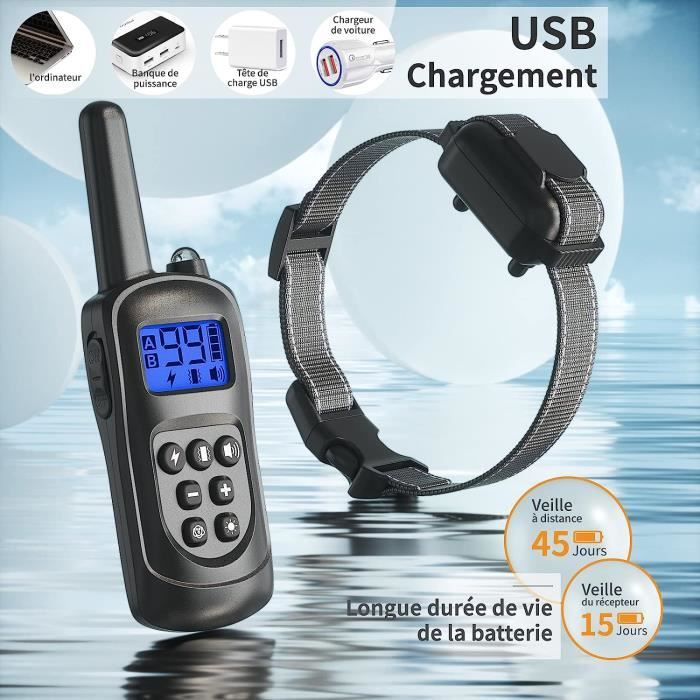 USB
Chargement
l'ordinateur
Banque de
puissance
Tête de
charge USB
Chargeur
de voiture
A
B
99
Veille
à distance
45 Jours
Longue durée de vie
de la batterie
Veille
du récepteur
15 Jours